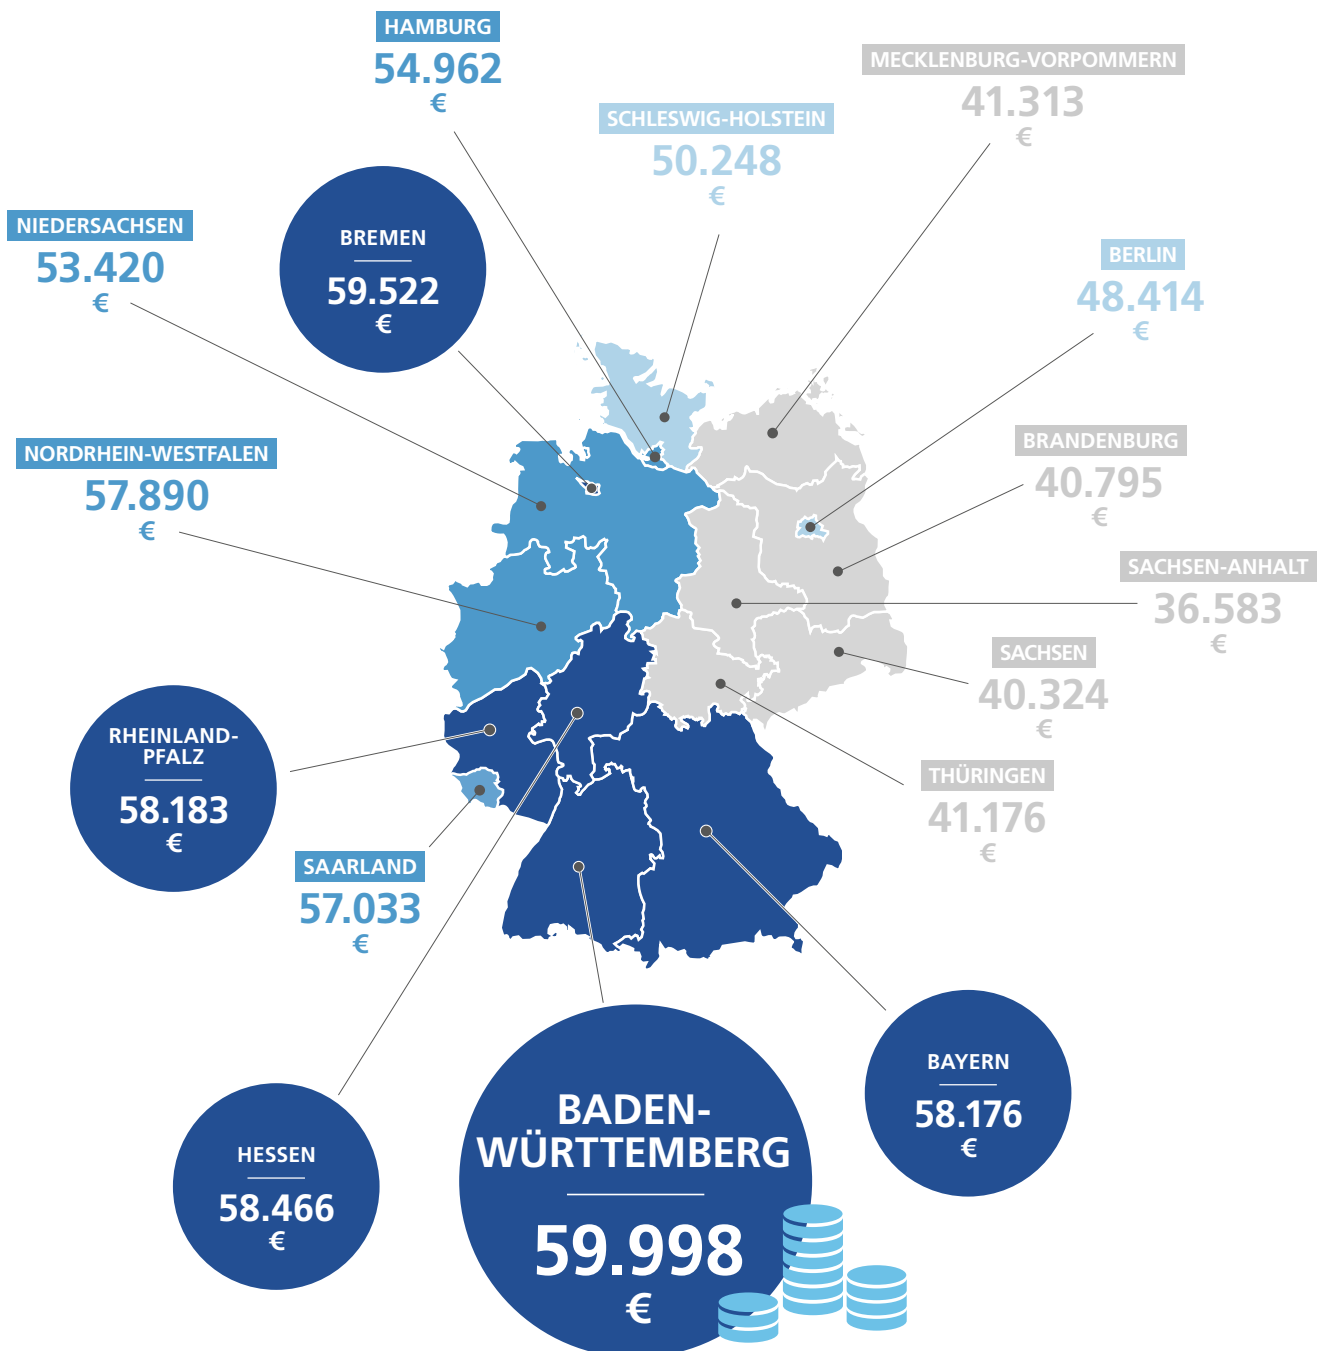 HAMBURG
54.962
€
MECKLENBURG-VORPOMMERN
41.313
€
SCHLESWIG-HOLSTEIN
50.248
€
NIEDERSACHSEN
53.420
€
BREMEN
59.522
€
BERLIN
48.414
€
NORDRHEIN-WESTFALEN
57.890
€
BRANDENBURG
40.795
€
SACHSEN-ANHALT
36.583
€
SACHSEN
40.324
€
RHEINLAND-
PFALZ
58.183
€
THÜRINGEN
41.176
€
SAARLAND
57.033
€
BAYERN
58.176
€
HESSEN
58.466
€
BADEN-
WÜRTTEMBERG
59.998
€